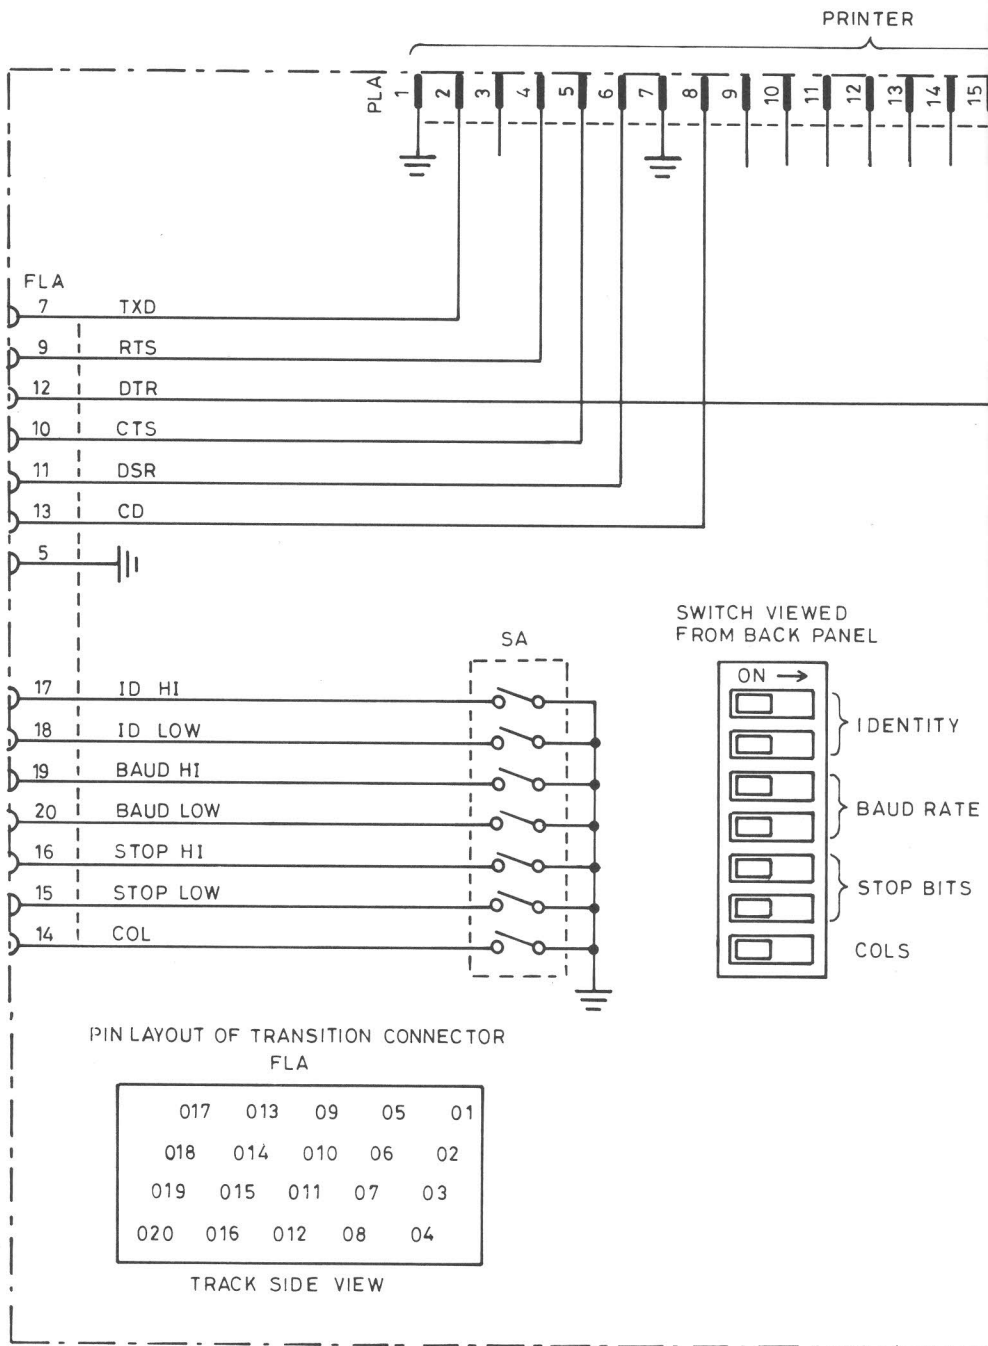 PRINTER
PLA
1 2 3 4 5 6 7 8 9 10 11 12 13 14 15
FLA
7 TXD
9 RTS
12 DTR
10 CTS
11 DSR
13 CD
5
SWITCH VIEWED
FROM BACK PANEL
SA
ON →
17 ID HI
IDENTITY
18 ID LOW
19 BAUD HI
BAUD RATE
20 BAUD LOW
16 STOP HI
STOP BITS
15 STOP LOW
14 COL
COLS
PIN LAYOUT OF TRANSITION CONNECTOR
FLA
017 013 09 05 01
018 014 010 06 02
019 015 011 07 03
020 016 012 08 04
TRACK SIDE VIEW